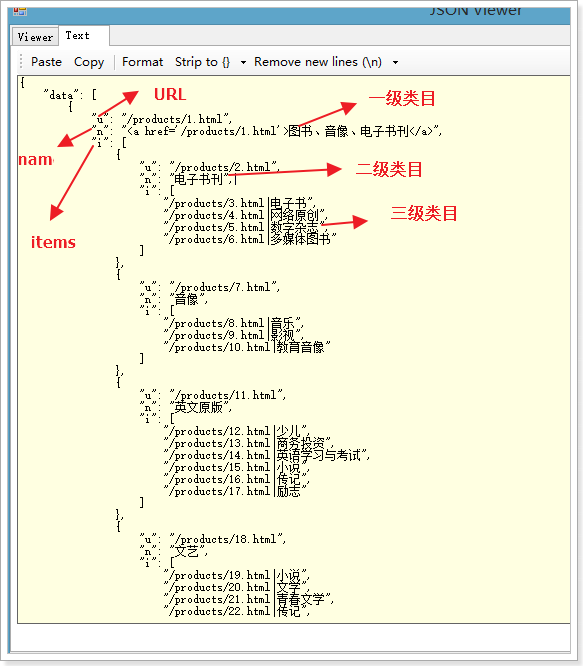 JSON Viewer
Viewer Text
Paste Copy Format Strip to {} Remove new lines (\n)
{
"data": [
{
"u": "/products/1.html",
"n": "<a href='/products/1.html'>图书、音像、电子书刊</a>",
"i": [
{
"u": "/products/2.html",
"n": "电子书刊",
"i": [
"/products/3.html|电子书",
"/products/4.html|网络原创",
"/products/5.html|数字杂志",
"/products/6.html|多媒体图书"
]
},
{
"u": "/products/7.html",
"n": "音像",
"i": [
"/products/8.html|音乐",
"/products/9.html|影视",
"/products/10.html|教育音像"
]
},
{
"u": "/products/11.html",
"n": "英文原版",
"i": [
"/products/12.html|少儿",
"/products/13.html|商务投资",
"/products/14.html|英语学习与考试",
"/products/15.html|小说",
"/products/16.html|传记",
"/products/17.html|励志"
]
},
{
"u": "/products/18.html",
"n": "文艺",
"i": [
"/products/19.html|小说",
"/products/20.html|文学",
"/products/21.html|青春文学",
"/products/22.html|传记",
URL
一级类目
nam
二级类目
三级类目
items